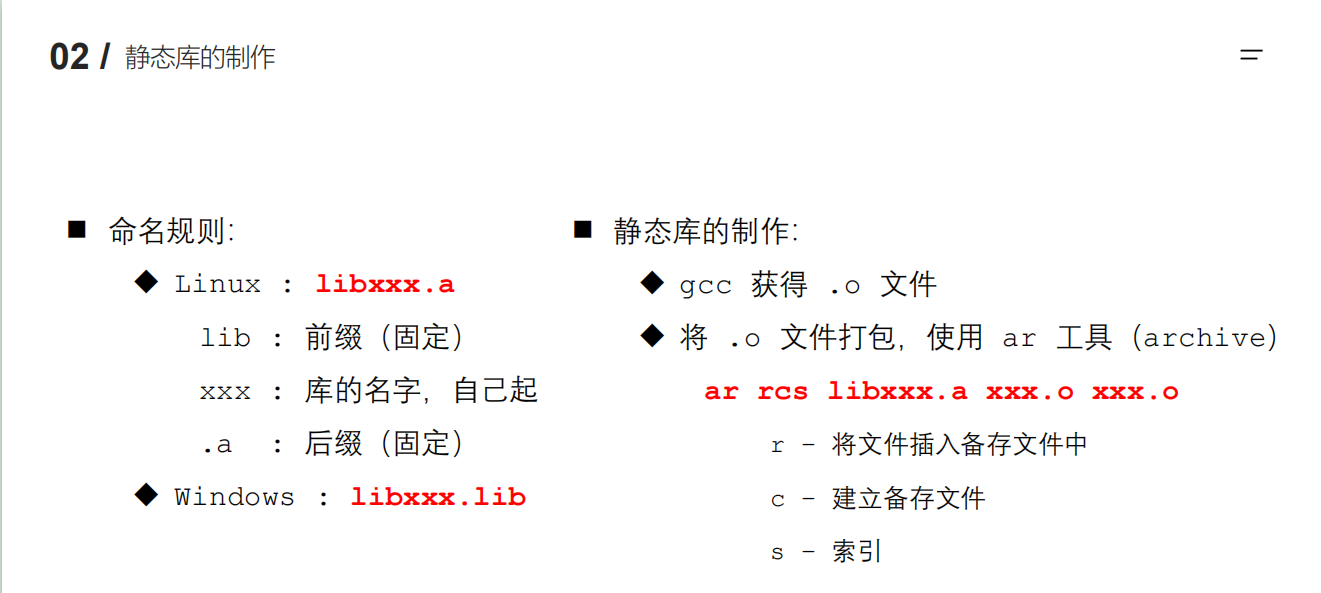 02 / 静态库的制作
■ 命名规则:
◆ Linux : libxxx.a
lib : 前缀（固定）
xxx : 库的名字，自己起
.a : 后缀（固定）
◆ Windows : libxxx.lib
■ 静态库的制作:
◆ gcc 获得 .o 文件
◆ 将 .o 文件打包，使用 ar 工具（archive）
ar rcs libxxx.a xxx.o xxx.o
r – 将文件插入备存文件中
c – 建立备存文件
s – 索引